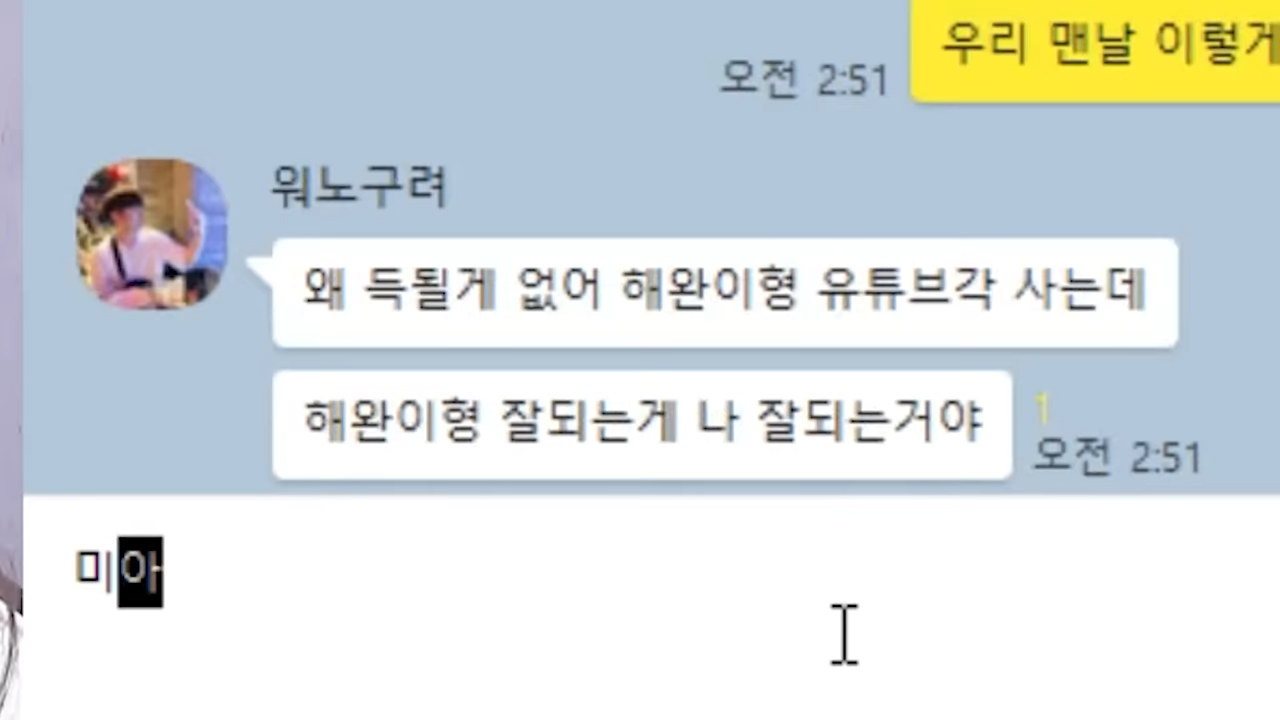 우리 맨날 이렇게
오전 2:51
워노구려
왜 득될게 없어 해완이형 유튜브각 사는데
해완이형 잘되는게 나 잘되는거야
1
오전 2:51
미아